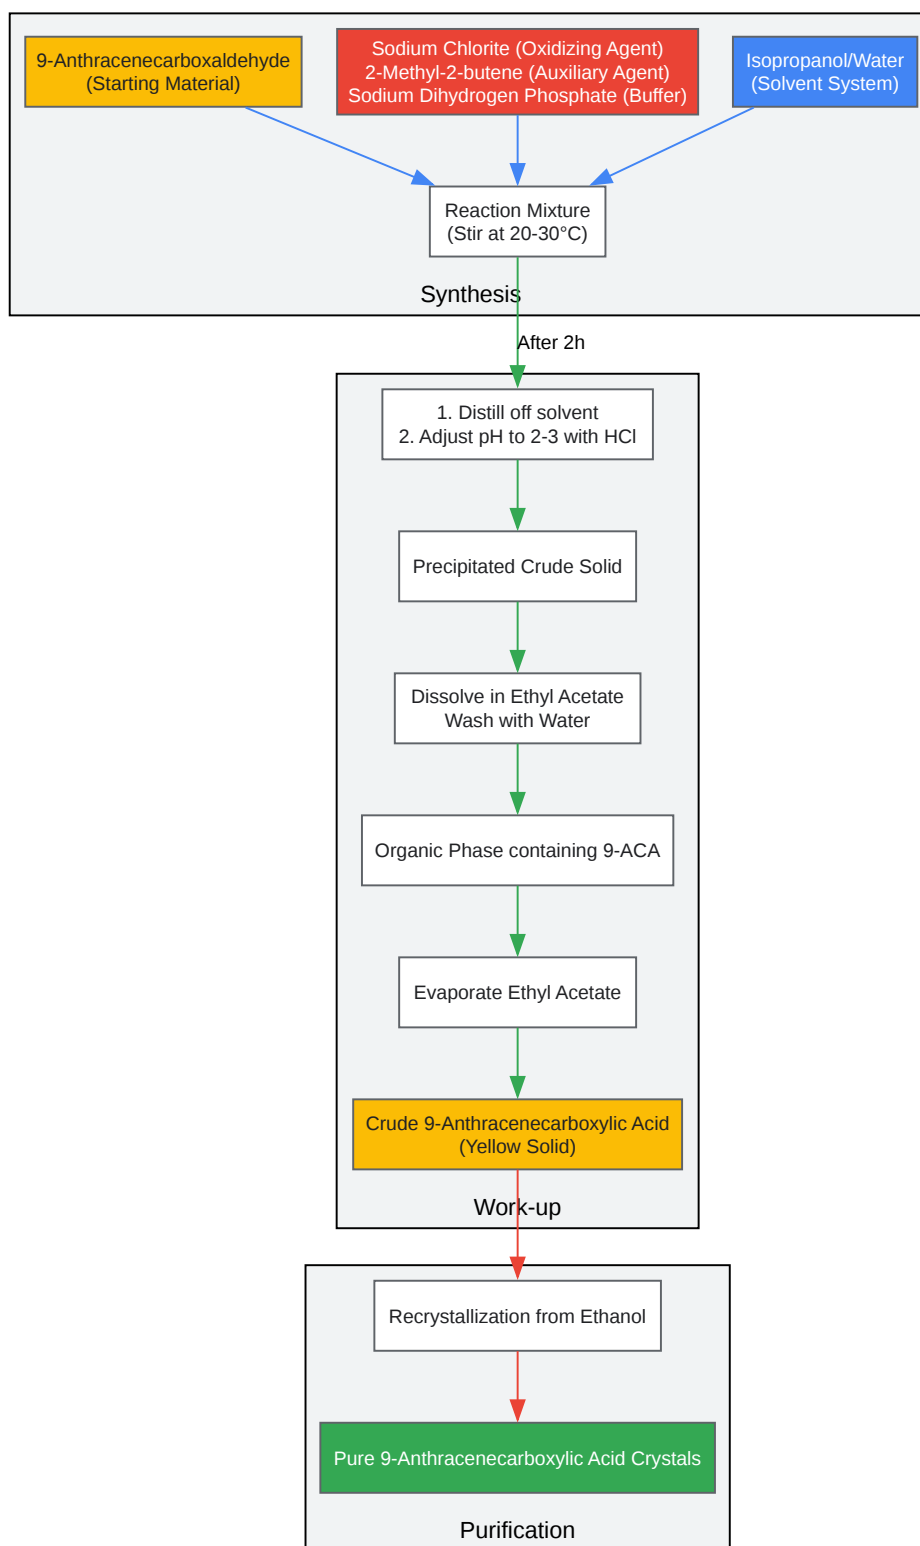 9-Anthracenecarboxaldehyde
(Starting Material)
Sodium Chlorite (Oxidizing Agent)
2-Methyl-2-butene (Auxiliary Agent)
Sodium Dihydrogen Phosphate (Buffer)
Isopropanol/Water
(Solvent System)
Reaction Mixture
(Stir at 20-30°C)
Synthesis
After 2h
1. Distill off solvent
2. Adjust pH to 2-3 with HCl
Precipitated Crude Solid
Dissolve in Ethyl Acetate
Wash with Water
Organic Phase containing 9-ACA
Evaporate Ethyl Acetate
Crude 9-Anthracenecarboxylic Acid
(Yellow Solid)
Work-up
Recrystallization from Ethanol
Pure 9-Anthracenecarboxylic Acid Crystals
Purification